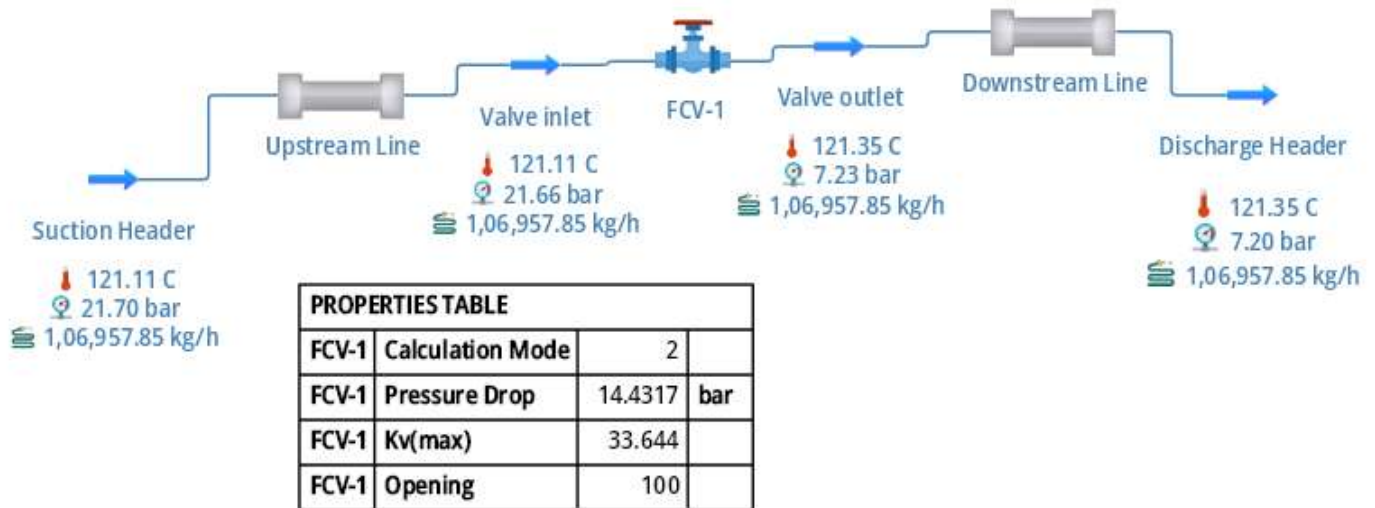 Suction Header
121.11 C
21.70 bar
1,06,957.85 kg/h
Upstream Line
Valve inlet
121.11 C
21.66 bar
1,06,957.85 kg/h
FCV-1
Valve outlet
121.35 C
7.23 bar
1,06,957.85 kg/h
Downstream Line
Discharge Header
121.35 C
7.20 bar
1,06,957.85 kg/h
PROPERTIES TABLE
FCV-1 Calculation Mode 2
FCV-1 Pressure Drop 14.4317 bar
FCV-1 Kv(max) 33.644
FCV-1 Opening 100